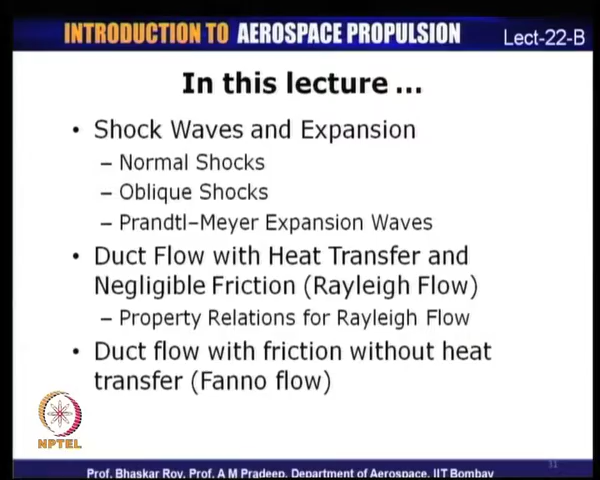 INTRODUCTION TO AEROSPACE PROPULSION
Lect-22-B
In this lecture ...
• Shock Waves and Expansion
– Normal Shocks
– Oblique Shocks
– Prandtl–Meyer Expansion Waves
• Duct Flow with Heat Transfer and
Negligible Friction (Rayleigh Flow)
– Property Relations for Rayleigh Flow
• Duct flow with friction without heat
transfer (Fanno flow)
NPTEL
31
Prof. Bhaskar Roy, Prof. A M Pradeep, Department of Aerospace, IIT Bombay